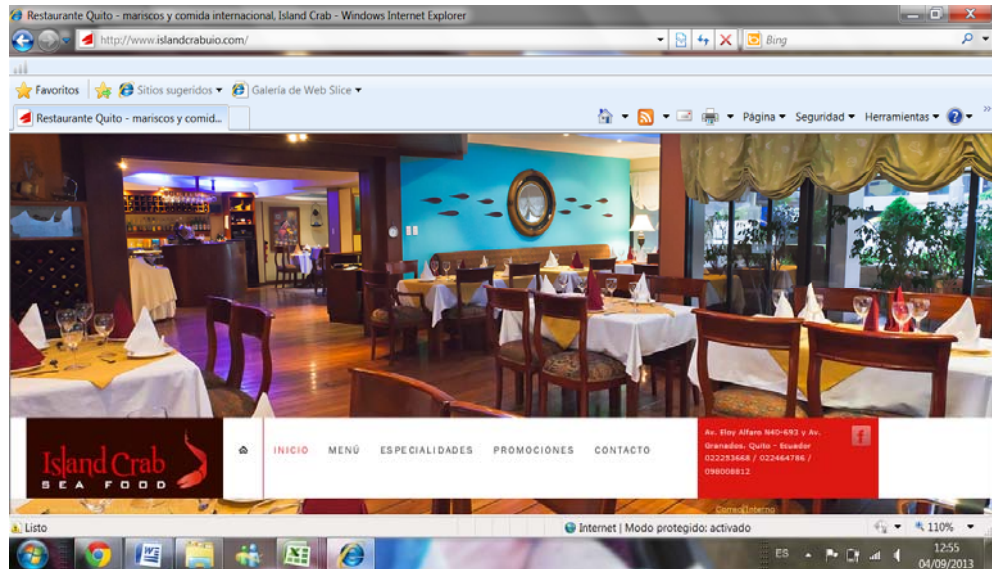 Restaurante Quito - mariscos y comida internacional, Island Crab - Windows Internet Explorer
http://www.islandcrabuio.com/
Bing
Favoritos Sitios sugeridos Galería de Web Slice
Restaurante Quito - mariscos y comid... Página Seguridad Herramientas
Island Crab
SEA FOOD
INICIO MENÚ ESPECIALIDADES PROMOCIONES CONTACTO
Av. Eloy Alfaro N40-692 y Av.
Granados. Quito - Ecuador
022253668 / 022464786 /
098008812
f
Correo Interno
Listo Internet | Modo protegido: activado 110%
ES 12:55
04/09/2013